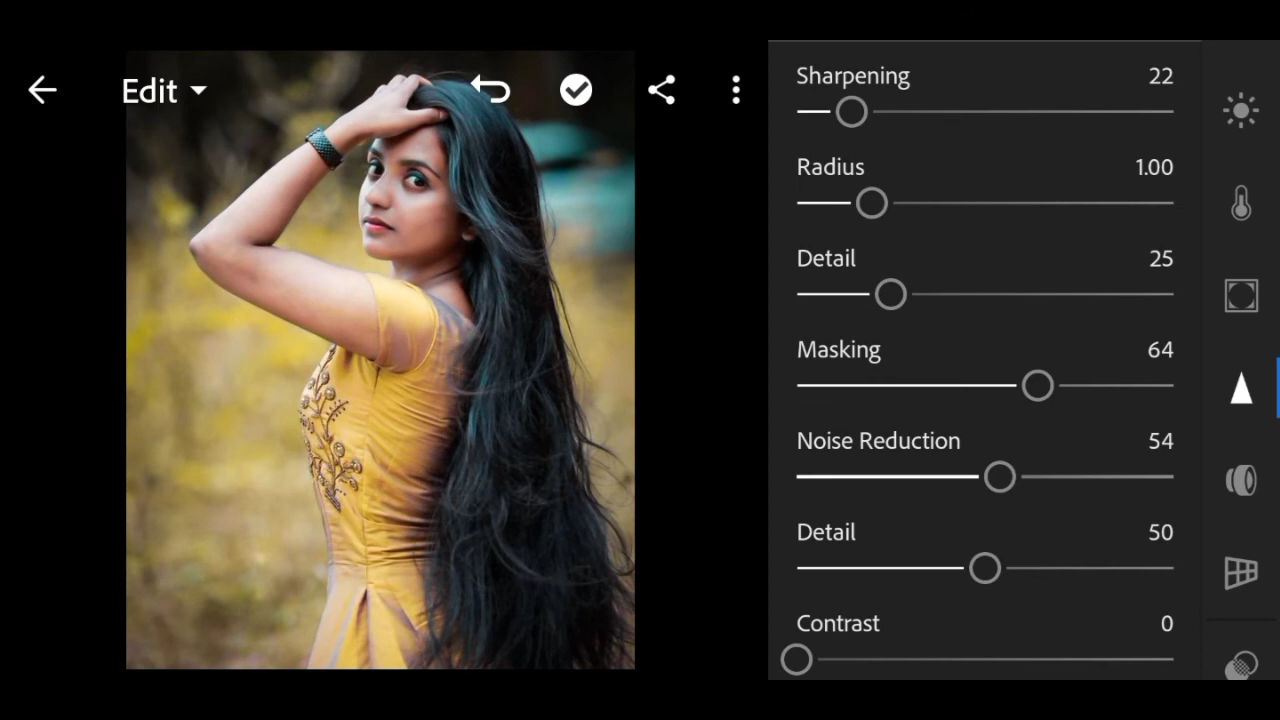 Edit
Sharpening 22
Radius 1.00
Detail 25
Masking 64
Noise Reduction 54
Detail 50
Contrast 0